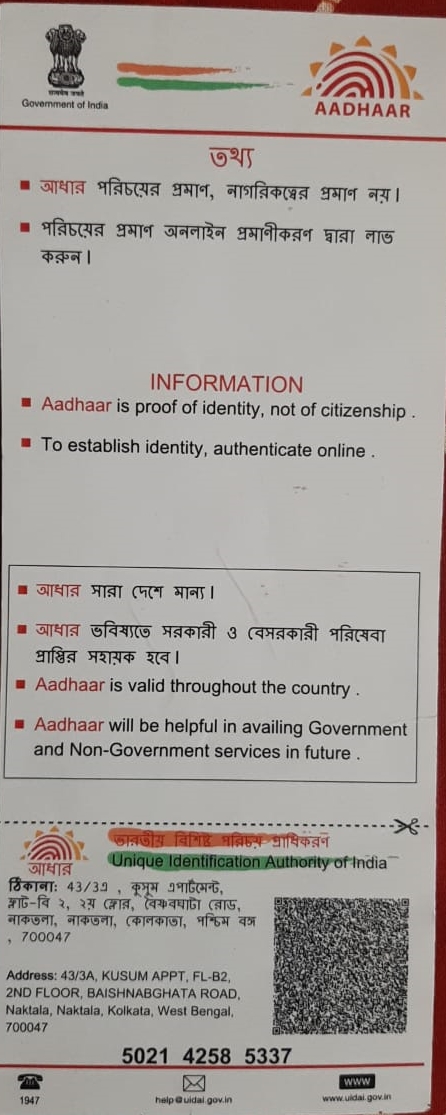 सत्यमेव जयते
Government of India
AADHAAR
তথ্য
আধার পরিচয়ের প্রমাণ, নাগরিকত্বের প্রমাণ নয়।
পরিচয়ের প্রমাণ অনলাইন প্রমাণীকরণ দ্বারা লাভ
করুন।
INFORMATION
Aadhaar is proof of identity, not of citizenship .
To establish identity, authenticate online .
আধার সারা দেশে মান্য।
আধার ভবিষ্যতে সরকারী ও বেসরকারী পরিষেবা
প্রাপ্তির সহায়ক হবে।
Aadhaar is valid throughout the country .
Aadhaar will be helpful in availing Government
and Non-Government services in future .
ভারতীয় বিশিষ্ট পরিচয় প্রাধিকরণ
Unique Identification Authority of India
আধার
ঠিকানা: 43/3এ , কুসুম এপার্টমেন্ট,
ফ্লাট-বি ২, ২য় ফ্লোর, বৈষ্ণবঘাটা রোড,
নাকতলা, নাকতলা, কোলকাতা, পশ্চিম বঙ্গ
, 700047
Address: 43/3A, KUSUM APPT, FL-B2,
2ND FLOOR, BAISHNABGHATA ROAD,
Naktala, Naktala, Kolkata, West Bengal,
700047
5021 4258 5337
1947
help@uidai.gov.in
WWW
www.uidai.gov.in